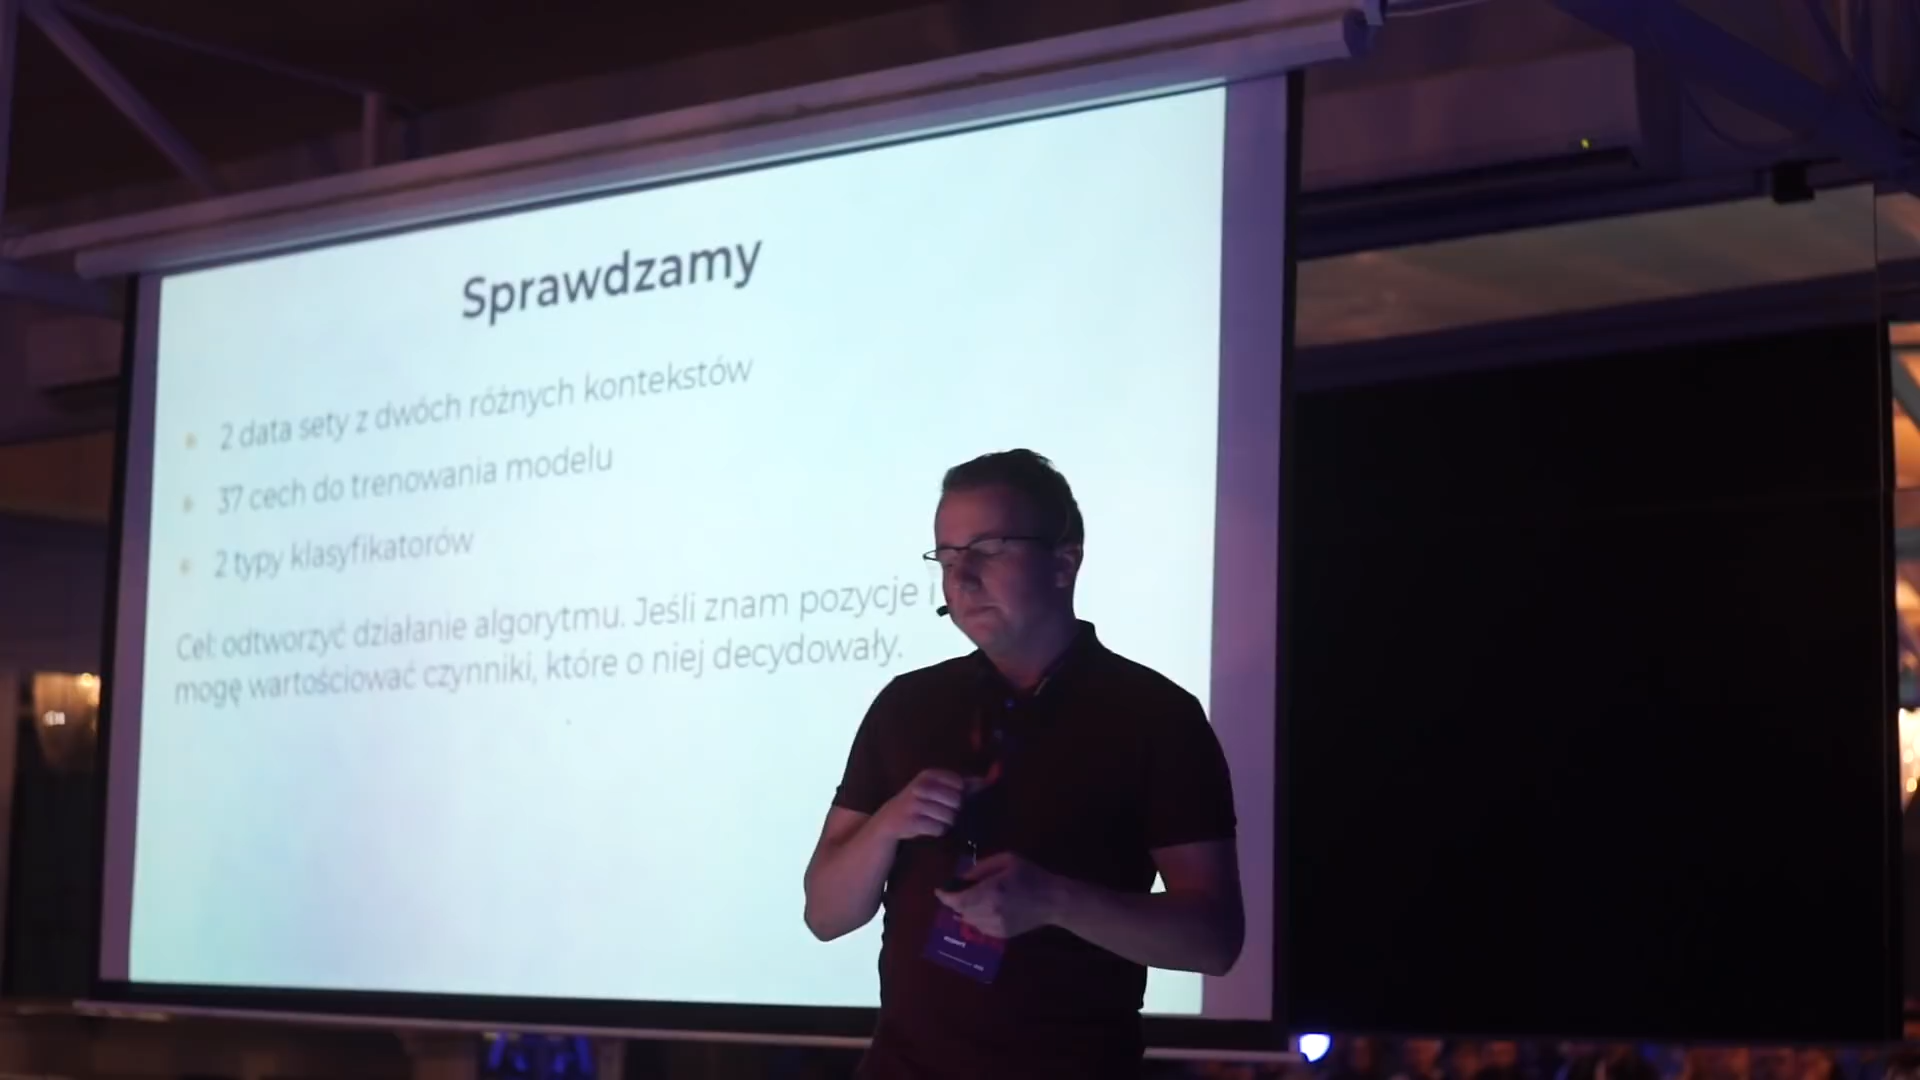 Sprawdzamy
2 data sety z dwóch różnych kontekstów
37 cech do trenowania modelu
2 typy klasyfikatorów
Cel: odtworzyć działanie algorytmu. Jeśli znam pozycje i
mogę wartościować czynniki, które o niej decydowały.